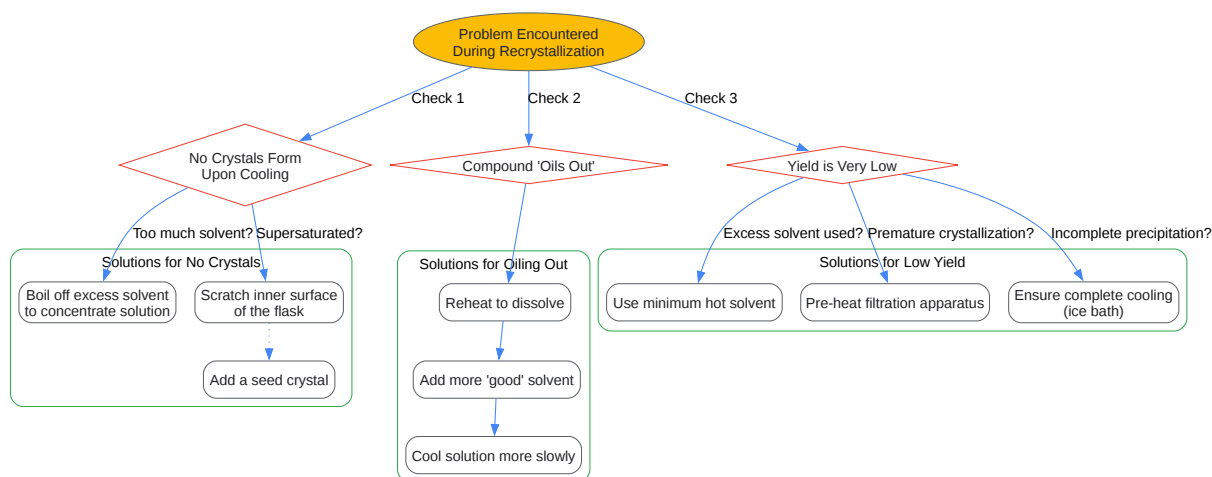 Problem Encountered
During Recrystallization
Check 1
Check 2
Check 3
No Crystals Form
Upon Cooling
Compound 'Oils Out'
Yield is Very Low
Too much solvent?
Supersaturated?
Excess solvent used?
Premature crystallization?
Incomplete precipitation?
Solutions for No Crystals
Solutions for Oiling Out
Solutions for Low Yield
Boil off excess solvent
to concentrate solution
Scratch inner surface
of the flask
Reheat to dissolve
Use minimum hot solvent
Pre-heat filtration apparatus
Ensure complete cooling
(ice bath)
Add a seed crystal
Add more 'good' solvent
Cool solution more slowly